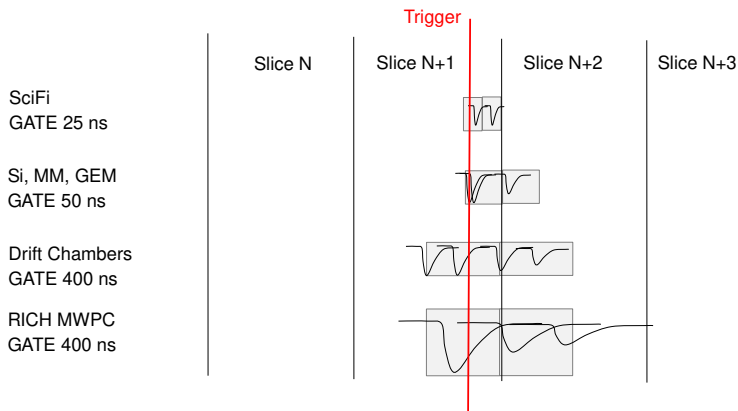 Trigger
Slice N
Slice N+1
Slice N+2
Slice N+3
SciFi
GATE 25 ns
Si, MM, GEM
GATE 50 ns
Drift Chambers
GATE 400 ns
RICH MWPC
GATE 400 ns